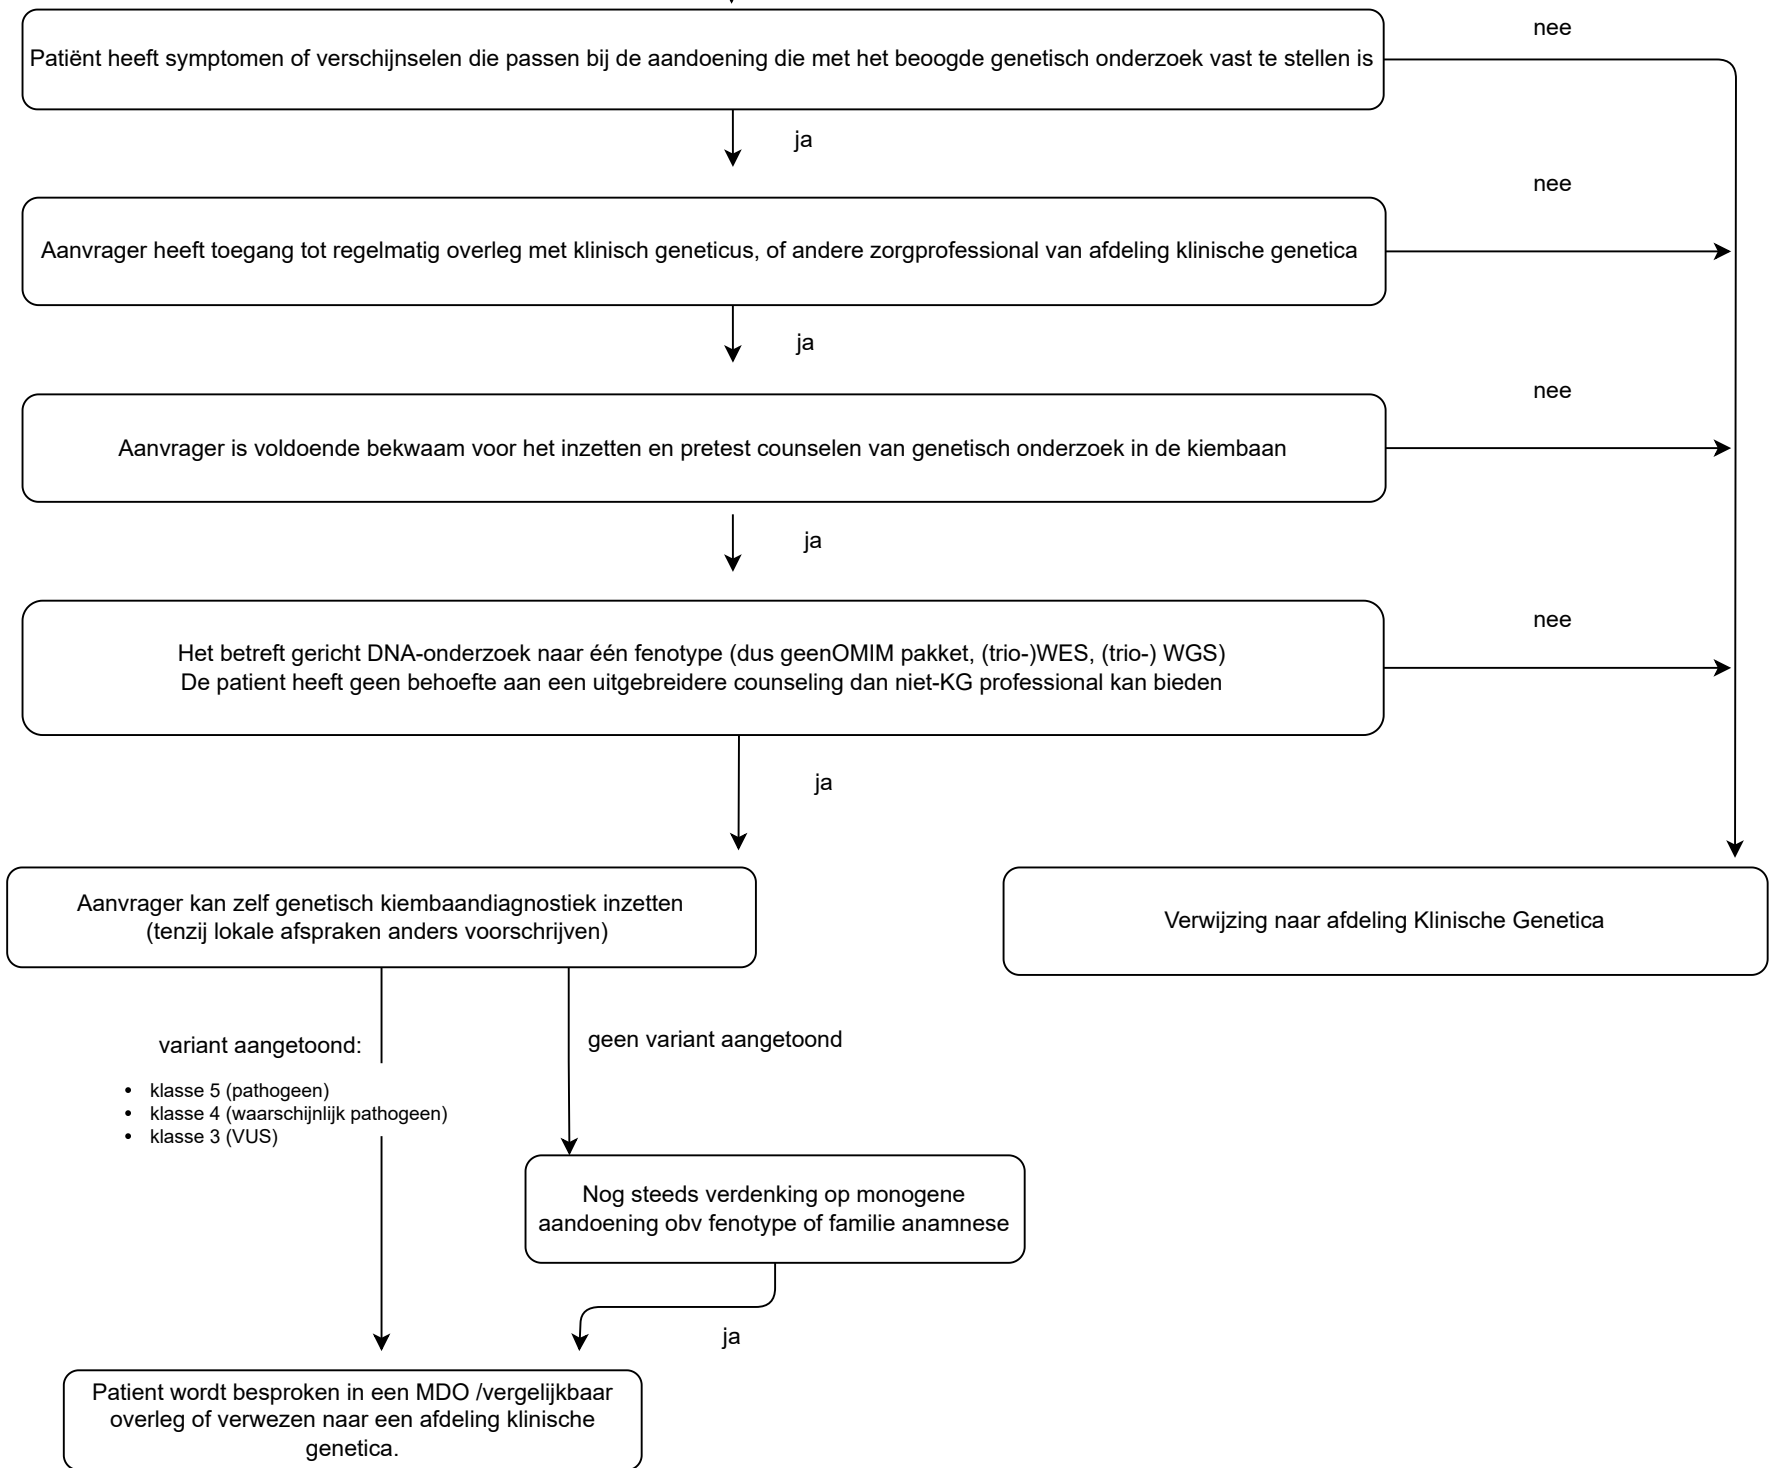 nee
Patiënt heeft symptomen of verschijnselen die passen bij de aandoening die met het beoogde genetisch onderzoek vast te stellen is
ja
nee
Aanvrager heeft toegang tot regelmatig overleg met klinisch geneticus, of andere zorgprofessional van afdeling klinische genetica
ja
nee
Aanvrager is voldoende bekwaam voor het inzetten en pretest counselen van genetisch onderzoek in de kiembaan
ja
nee
Het betreft gericht DNA-onderzoek naar één fenotype (dus geenOMIM pakket, (trio-)WES, (trio-) WGS)
De patient heeft geen behoefte aan een uitgebreidere counseling dan niet-KG professional kan bieden
ja
Aanvrager kan zelf genetisch kiembaandiagnostiek inzetten
(tenzij lokale afspraken anders voorschrijven)
Verwijzing naar afdeling Klinische Genetica
variant aangetoond:
geen variant aangetoond
• klasse 5 (pathogeen)
• klasse 4 (waarschijnlijk pathogeen)
• klasse 3 (VUS)
Nog steeds verdenking op monogene
aandoening obv fenotype of familie anamnese
ja
Patient wordt besproken in een MDO /vergelijkbaar
overleg of verwezen naar een afdeling klinische
genetica.